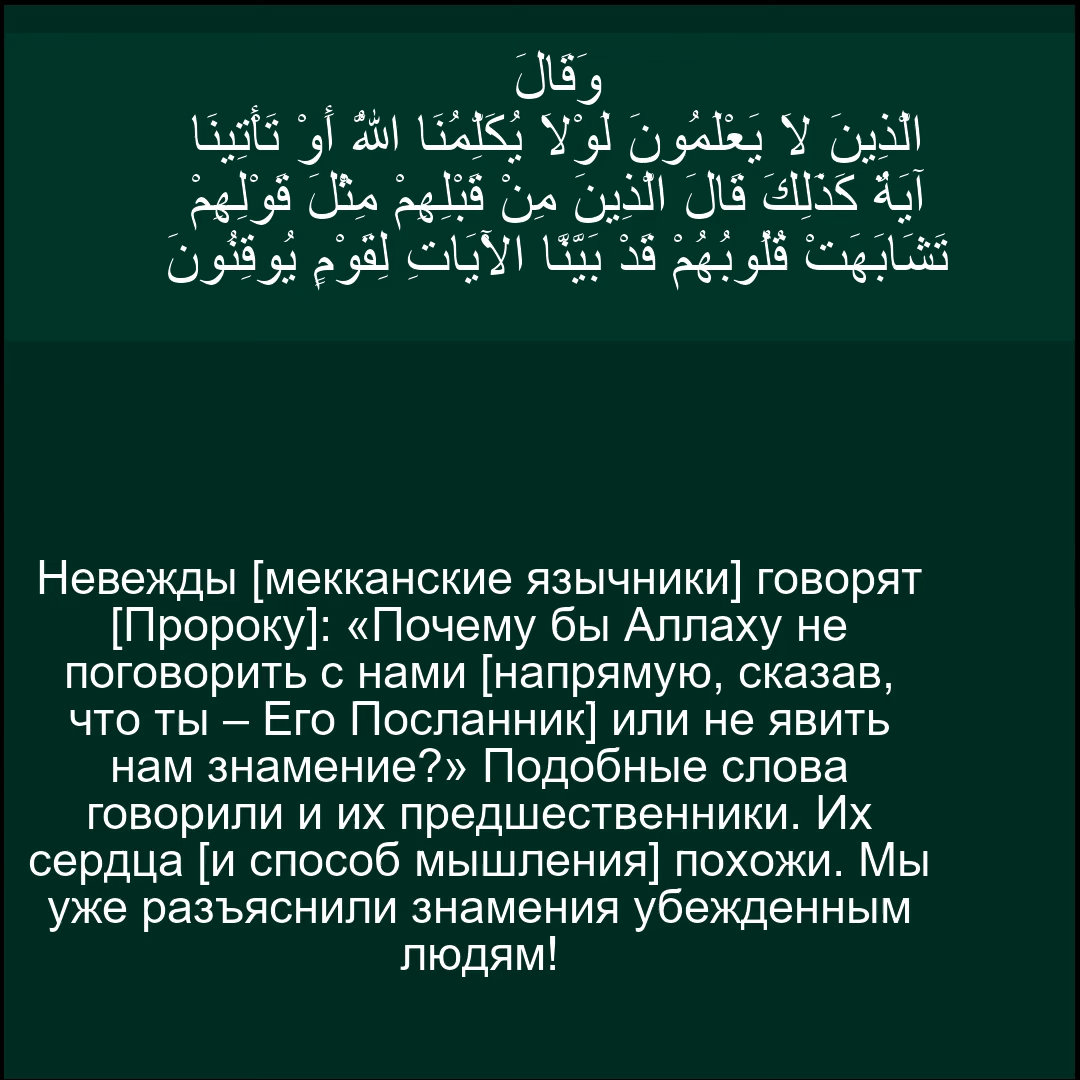 وَقَالَ
الَّذِينَ لاَ يَعْلَمُونَ لَوْلاَ يُكَلِّمُنَا اللّهُ أَوْ تَأْتِينَا
آيَةٌ كَذَلِكَ قَالَ الَّذِينَ مِنْ قَبْلِهِمْ مِثْلَ قَوْلِهِمْ
تَشَابَهَتْ قُلُوبُهُمْ قَدْ بَيَّنَّا الآيَاتِ لِقَوْمٍ يُوقِنُونَ
Невежды [мекканские язычники] говорят
[Пророку]: «Почему бы Аллаху не
поговорить с нами [напрямую, сказав,
что ты – Его Посланник] или не явить
нам знамение?» Подобные слова
говорили и их предшественники. Их
сердца [и способ мышления] похожи. Мы
уже разъяснили знамения убежденным
людям!